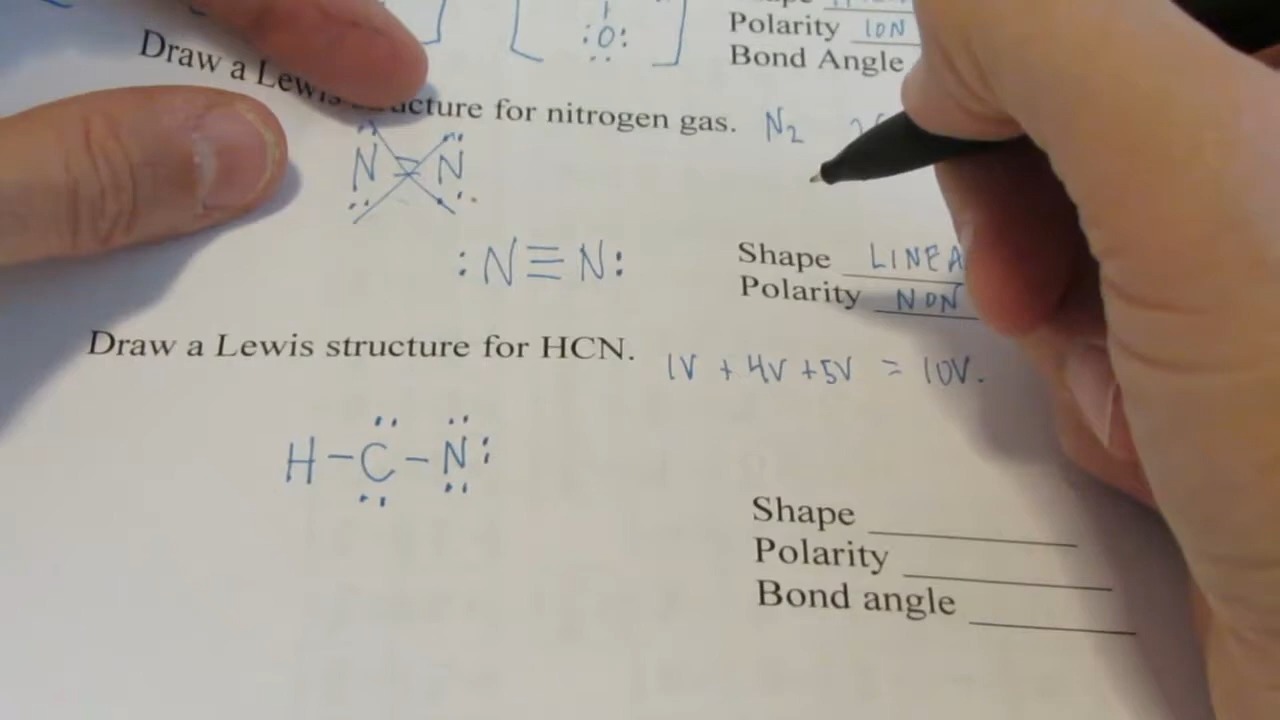 :O:
Polarity ION
Bond Angle
Draw a Lewis structure for nitrogen gas. N2
N = N
:N≡N:
Shape LINEA
Polarity NON
Draw a Lewis structure for HCN. 1V + 4V + 5V = 10V.
H-C-N:
Shape
Polarity
Bond angle